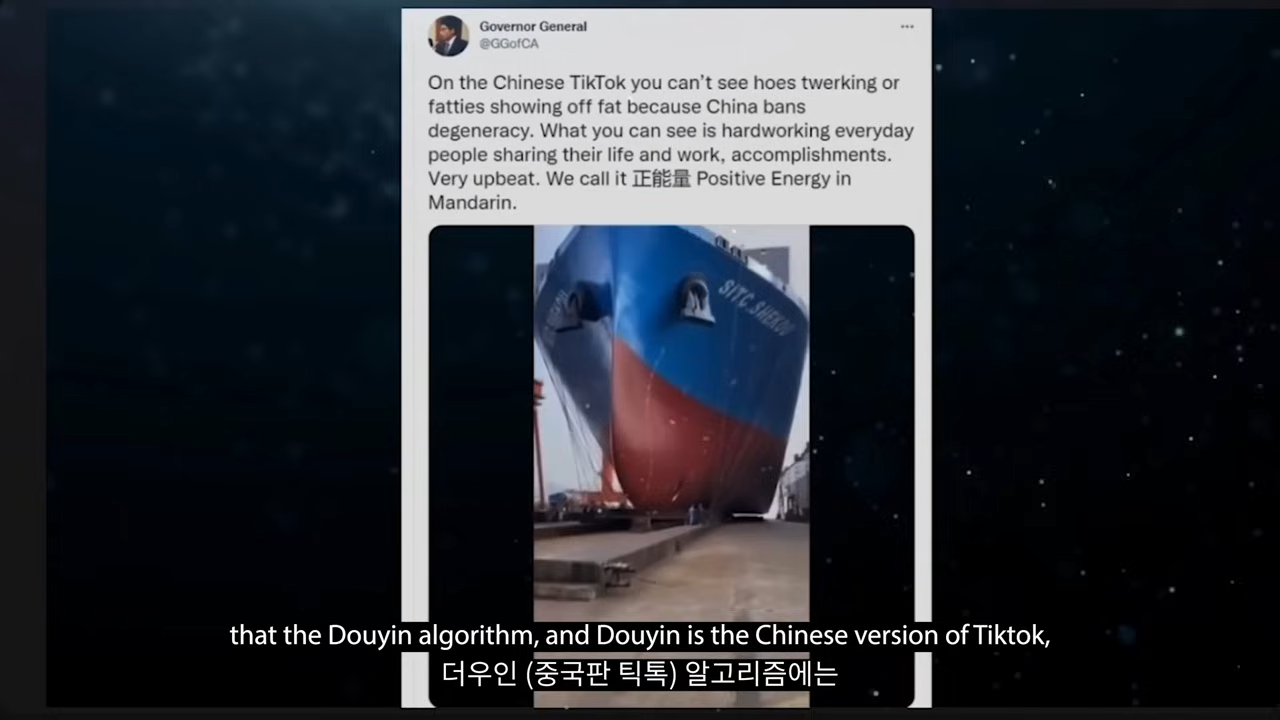 Governor General
@GGofCA
On the Chinese TikTok you can't see hoes twerking or
fatties showing off fat because China bans
degeneracy. What you can see is hardworking everyday
people sharing their life and work, accomplishments.
Very upbeat. We call it 正能量 Positive Energy in
Mandarin.
SITC SHEKOU
that the Douyin algorithm, and Douyin is the Chinese version of Tiktok,
더우인 (중국판 틱톡) 알고리즘에는